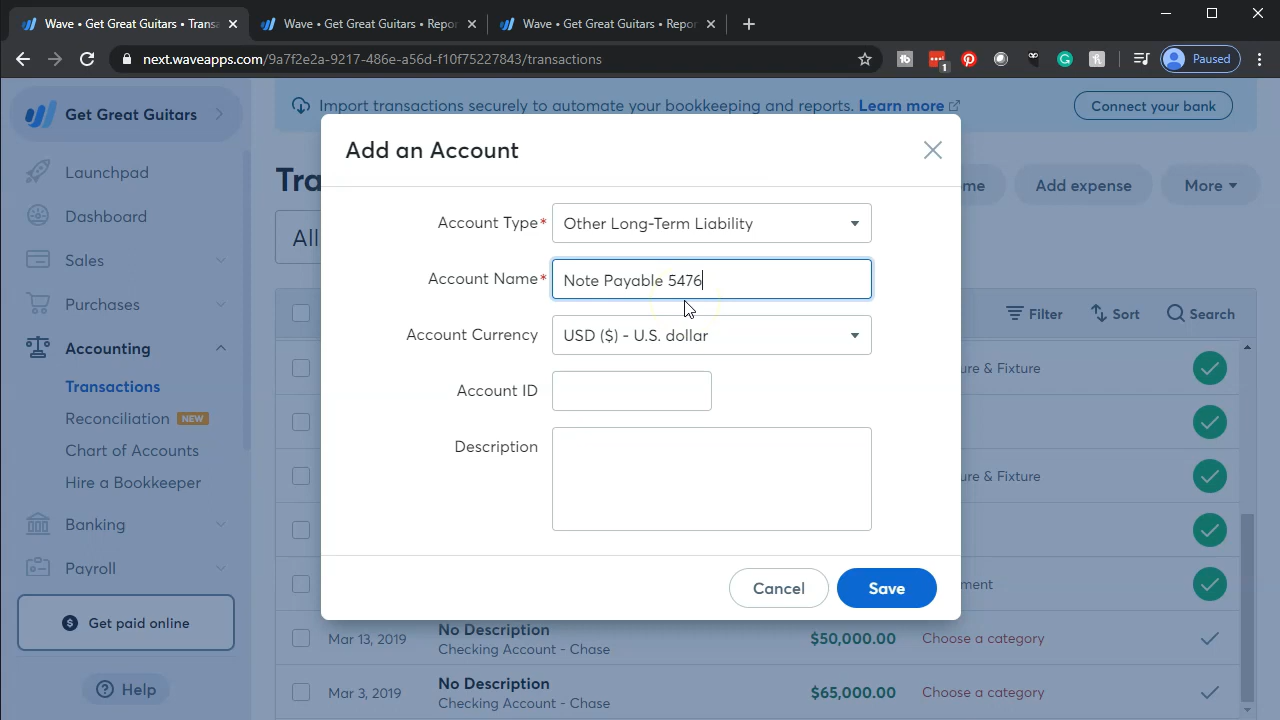 Wave • Get Great Guitars • Transa
Wave • Get Great Guitars • Repor
Wave • Get Great Guitars • Repor
next.waveapps.com/9a7f2e2a-9217-486e-a56d-f10f75227843/transactions
1
Paused
Get Great Guitars
Import transactions securely to automate your bookkeeping and reports. Learn more
Connect your bank
Launchpad
Dashboard
Sales
Purchases
Accounting
Transactions
Reconciliation NEW
Chart of Accounts
Hire a Bookkeeper
Banking
Payroll
Get paid online
Help
Tra
me
Add expense
More
All
Filter
Sort
Search
ure & Fixture
ure & Fixture
ment
Add an Account
Account Type* Other Long-Term Liability
Account Name* Note Payable 5476
Account Currency USD ($) - U.S. dollar
Account ID
Description
Cancel
Save
Mar 13, 2019 No Description $50,000.00 Choose a category
Checking Account - Chase
Mar 3, 2019 No Description $65,000.00 Choose a category
Checking Account - Chase